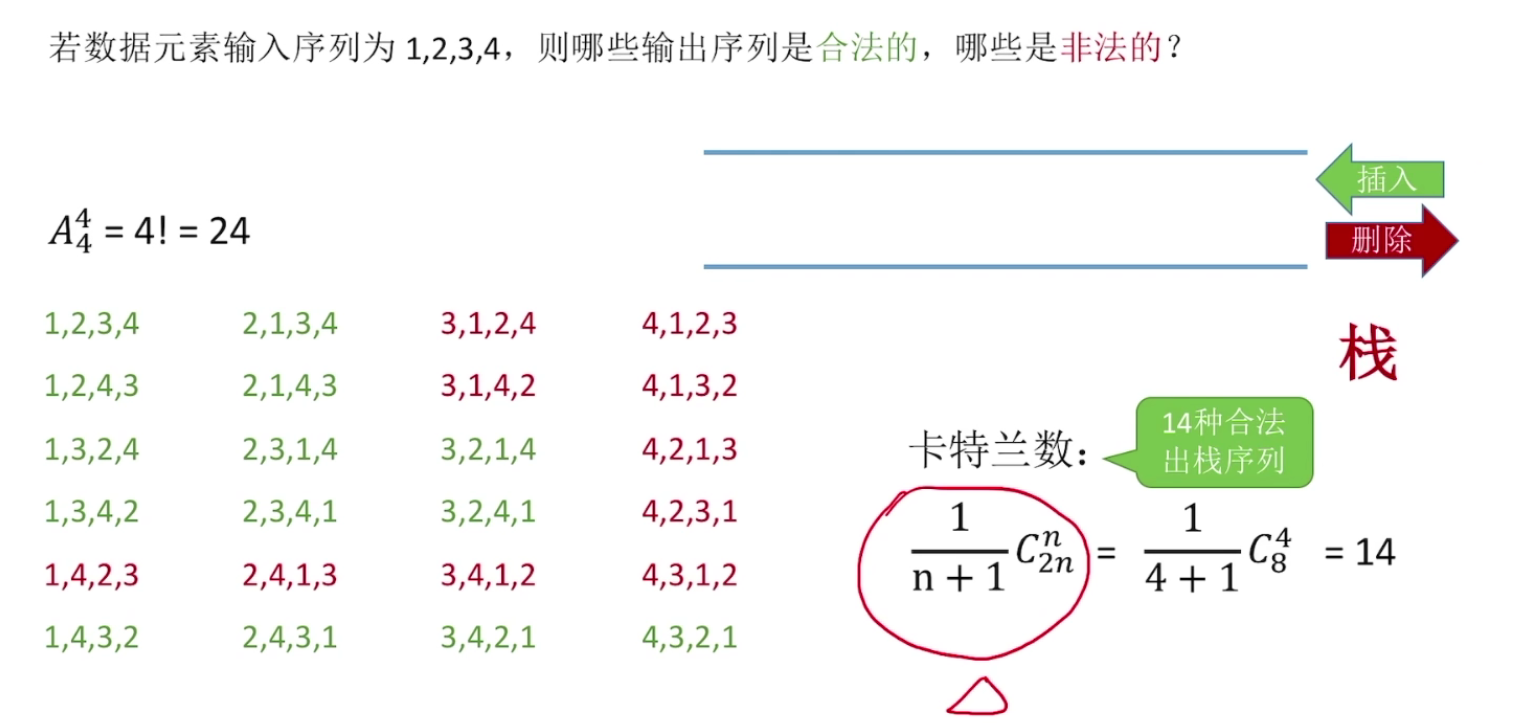 若数据元素输入序列为 1,2,3,4，则哪些输出序列是合法的，哪些是非法的？
插入
删除
A₄⁴ = 4! = 24
1,2,3,4 2,1,3,4 3,1,2,4 4,1,2,3
1,2,4,3 2,1,4,3 3,1,4,2 4,1,3,2
1,3,2,4 2,3,1,4 3,2,1,4 4,2,1,3
1,3,4,2 2,3,4,1 3,2,4,1 4,2,3,1
1,4,2,3 2,4,1,3 3,4,1,2 4,3,1,2
1,4,3,2 2,4,3,1 3,4,2,1 4,3,2,1
栈
14种合法
出栈序列
卡特兰数：
1/(n + 1) C₂ₙⁿ = 1/(4 + 1) C₈⁴ = 14